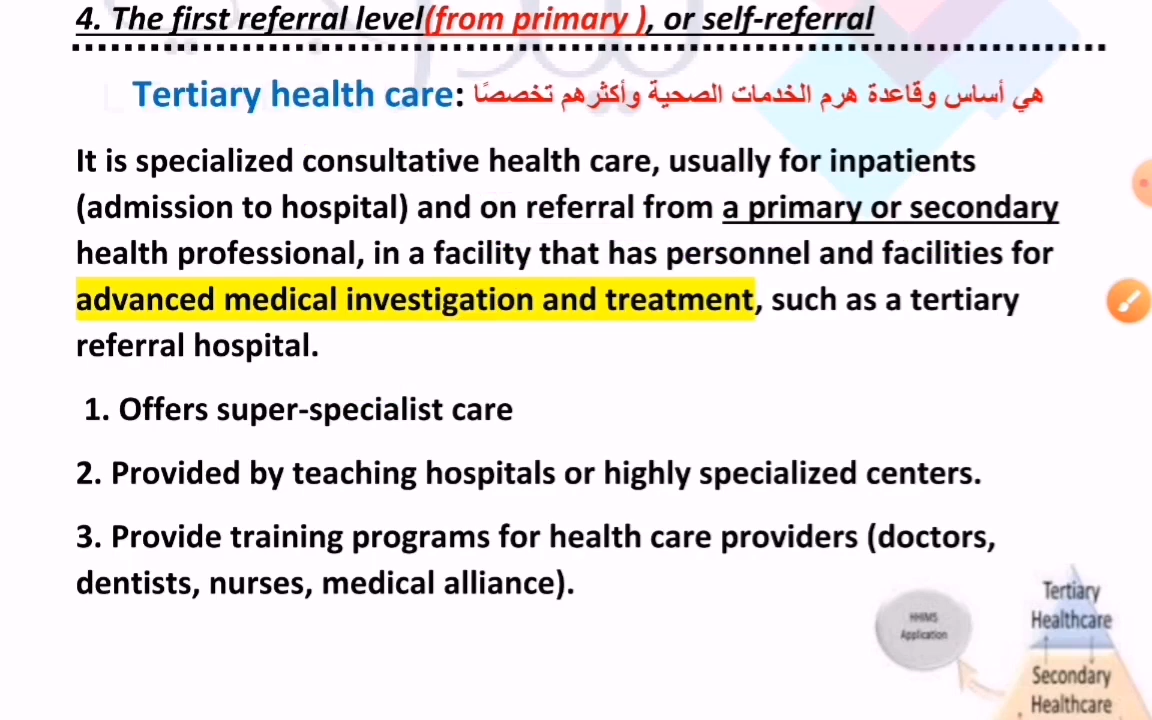 4. The first referral level(from primary ), or self-referral
Tertiary health care: هي أساس وقاعدة هرم الخدمات الصحية وأكثرهم تخصصًا
It is specialized consultative health care, usually for inpatients
(admission to hospital) and on referral from a primary or secondary
health professional, in a facility that has personnel and facilities for
advanced medical investigation and treatment, such as a tertiary
referral hospital.
1. Offers super-specialist care
2. Provided by teaching hospitals or highly specialized centers.
3. Provide training programs for health care providers (doctors,
dentists, nurses, medical alliance).
Tertiary
Healthcare
Application
Secondary
Healthcare